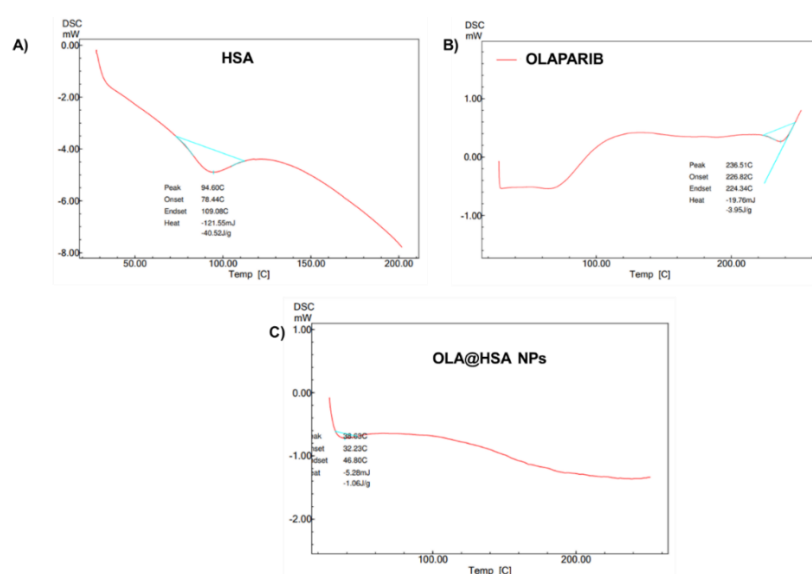 A)
DSC
mW
HSA
0.00
-2.00
-4.00
-6.00
-8.00
Peak 94.60C
Onset 78.44C
Endset 109.08C
Heat -121.55mJ
-40.52J/g
50.00 100.00 150.00 200.00
Temp [C]
B)
DSC
mW
OLAPARIB
1.00
0.00
-1.00
Peak 236.51C
Onset 226.82C
Endset 224.34C
Heat -19.76mJ
-3.95J/g
100.00 200.00
Temp [C]
C)
DSC
mW
1.00
OLA@HSA NPs
0.00
-1.00
-2.00
eak
nset 32.23C
dset 46.80C
eat -5.28mJ
-1.06J/g
100.00 200.00
Temp [C]